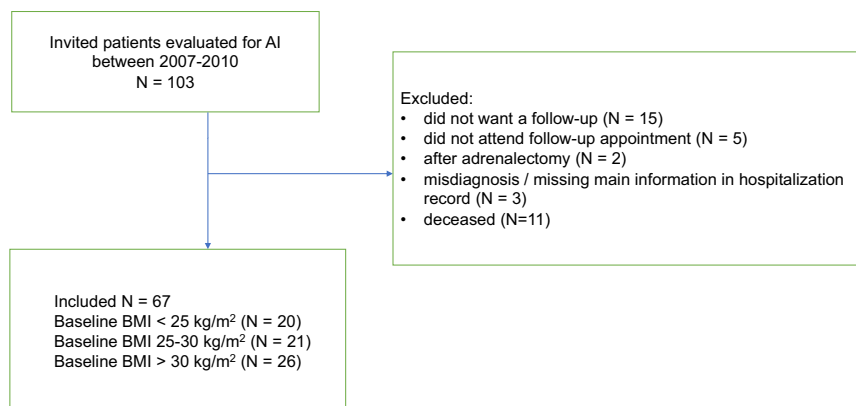 Invited patients evaluated for AI
between 2007-2010
N = 103
Excluded:
• did not want a follow-up (N = 15)
• did not attend follow-up appointment (N = 5)
• after adrenalectomy (N = 2)
• misdiagnosis / missing main information in hospitalization
record (N = 3)
• deceased (N=11)
Included N = 67
Baseline BMI < 25 kg/m² (N = 20)
Baseline BMI 25-30 kg/m² (N = 21)
Baseline BMI > 30 kg/m² (N = 26)